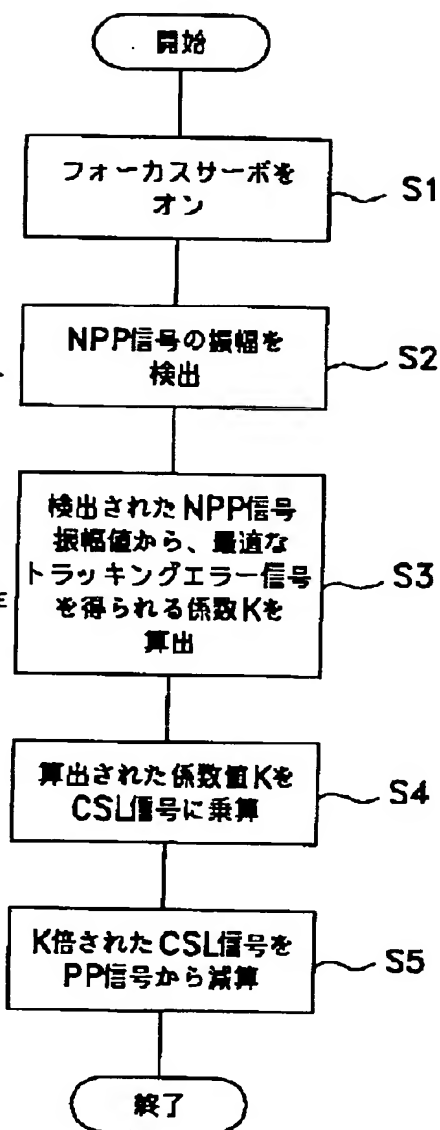 開始
フォーカスサーボを
オン
S1
NPP信号の振幅を
検出
S2
検出されたNPP信号
振幅値から、最適な
トラッキングエラー信号
を得られる係数Kを
算出
S3
算出された係数値Kを
CSL信号に乗算
S4
K倍されたCSL信号を
PP信号から減算
S5
終了